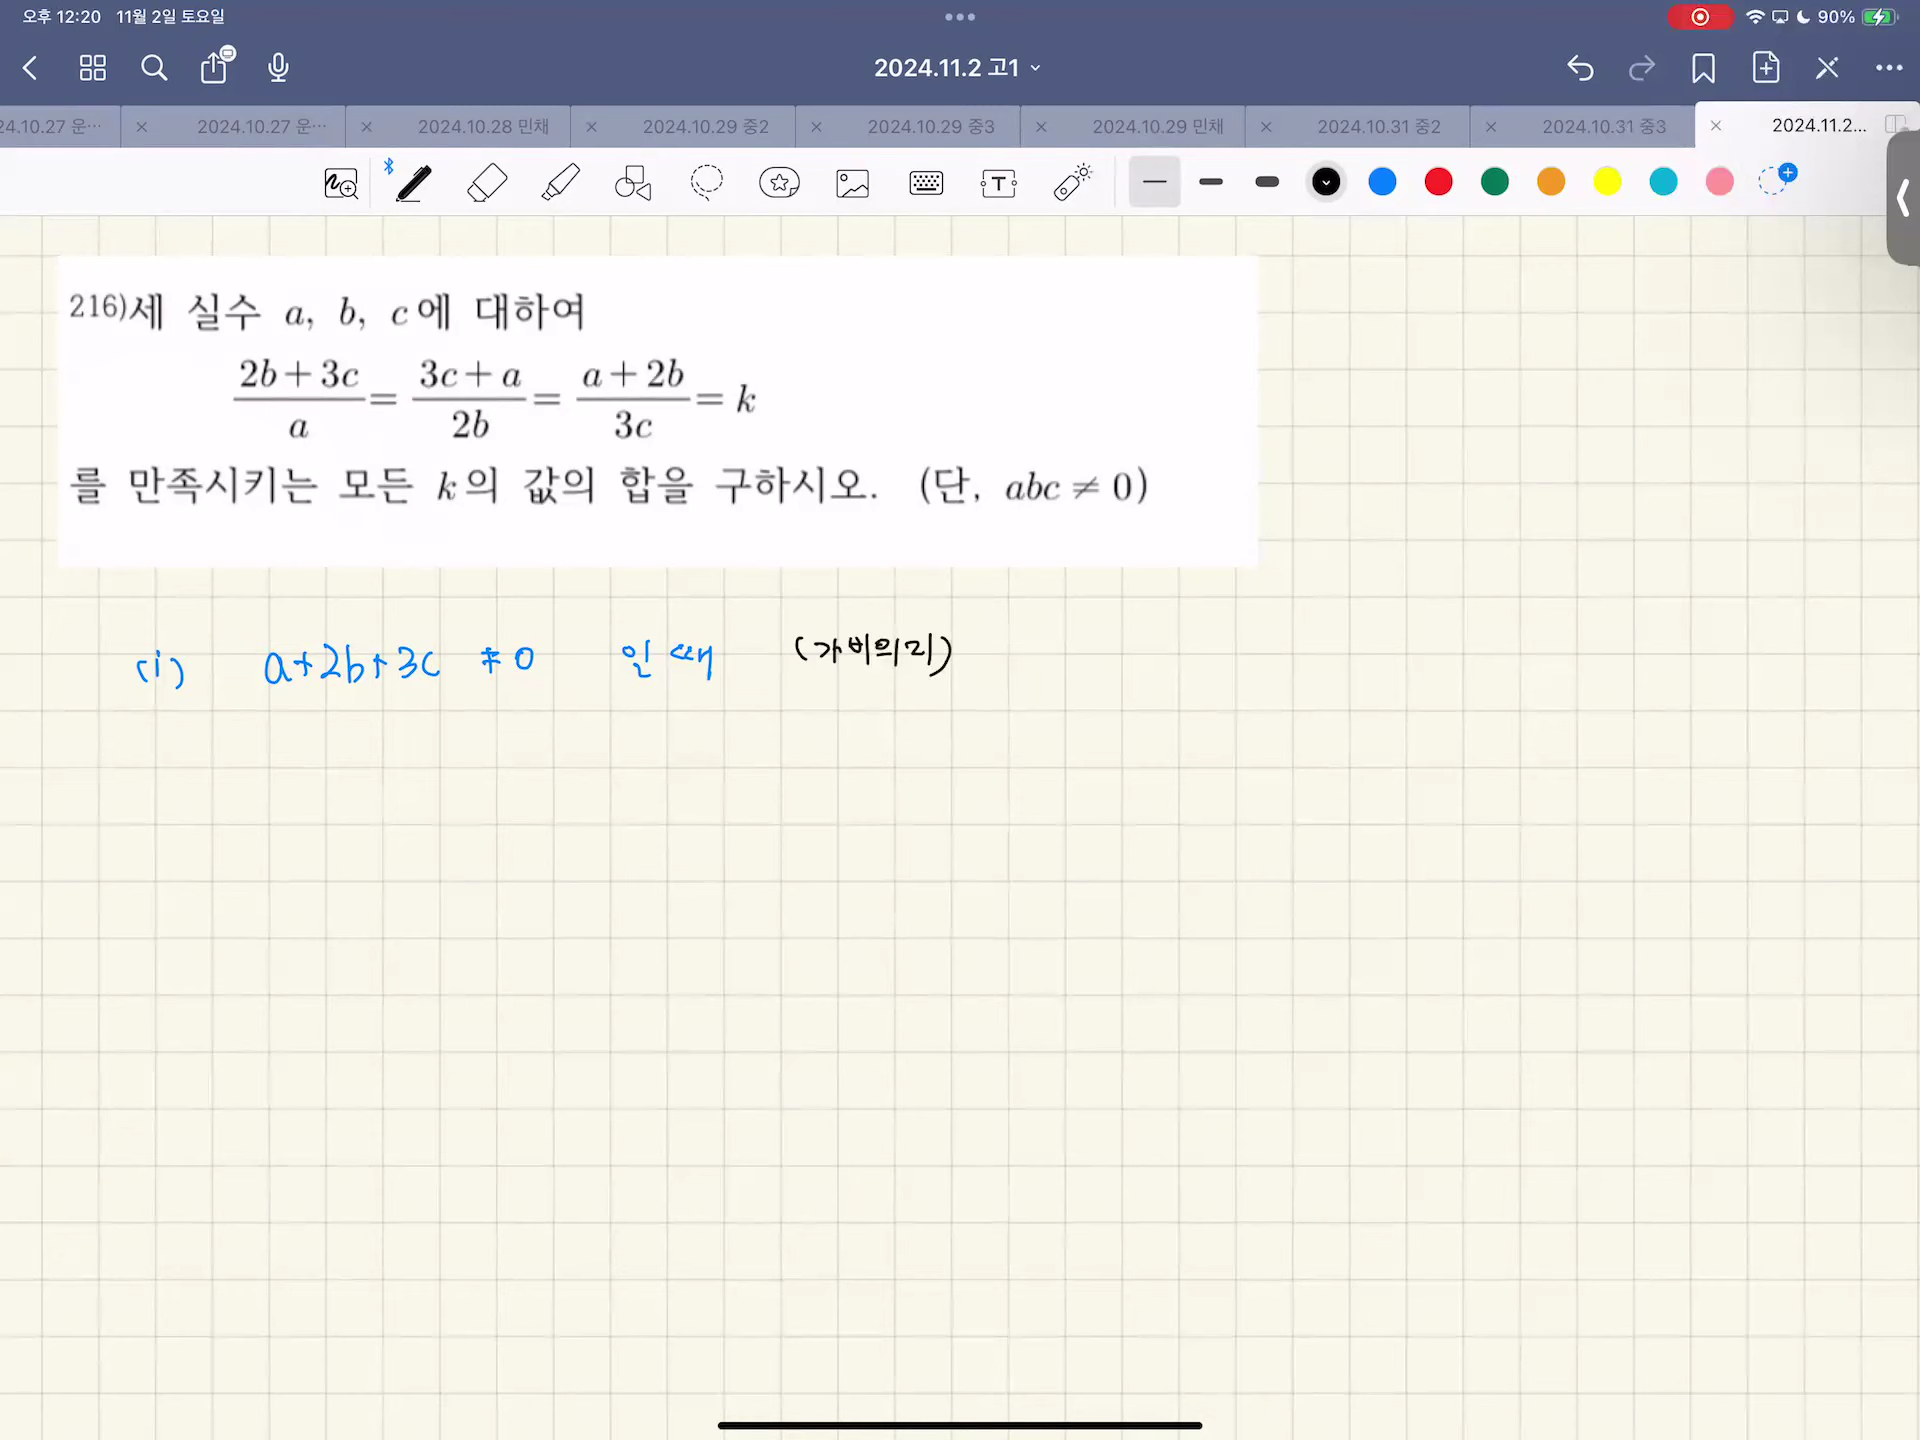 오후 12:20 11월 2일 토요일 90%
2024.11.2 고1
24.10.27 운… 2024.10.27 운… 2024.10.28 민채 2024.10.29 중2 2024.10.29 중3 2024.10.29 민채 2024.10.31 중2 2024.10.31 중3 2024.11.2...
T
216)세 실수 a, b, c에 대하여
(2b+3c)/a = (3c+a)/2b = (a+2b)/3c = k
를 만족시키는 모든 k의 값의 합을 구하시오. (단, abc ≠ 0)
(i) a+2b+3c ≠ 0 인 때 (가비의리)